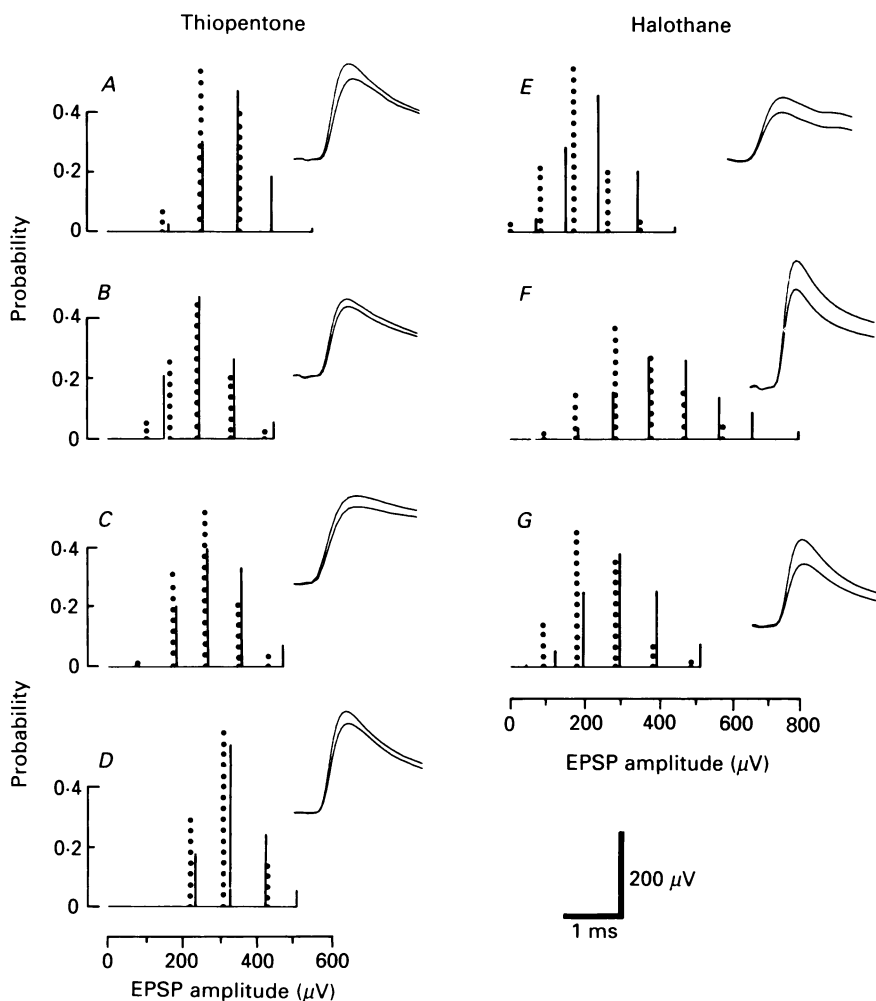 Thiopentone
Halothane
A
0·4
0·2
0
B
0·4
0·2
0
Probability
C
0·4
0·2
0
D
0·4
0·2
0
Probability
0 200 400 600
EPSP amplitude (μV)
E
F
G
0 200 400 600 800
EPSP amplitude (μV)
200 μV
1 ms